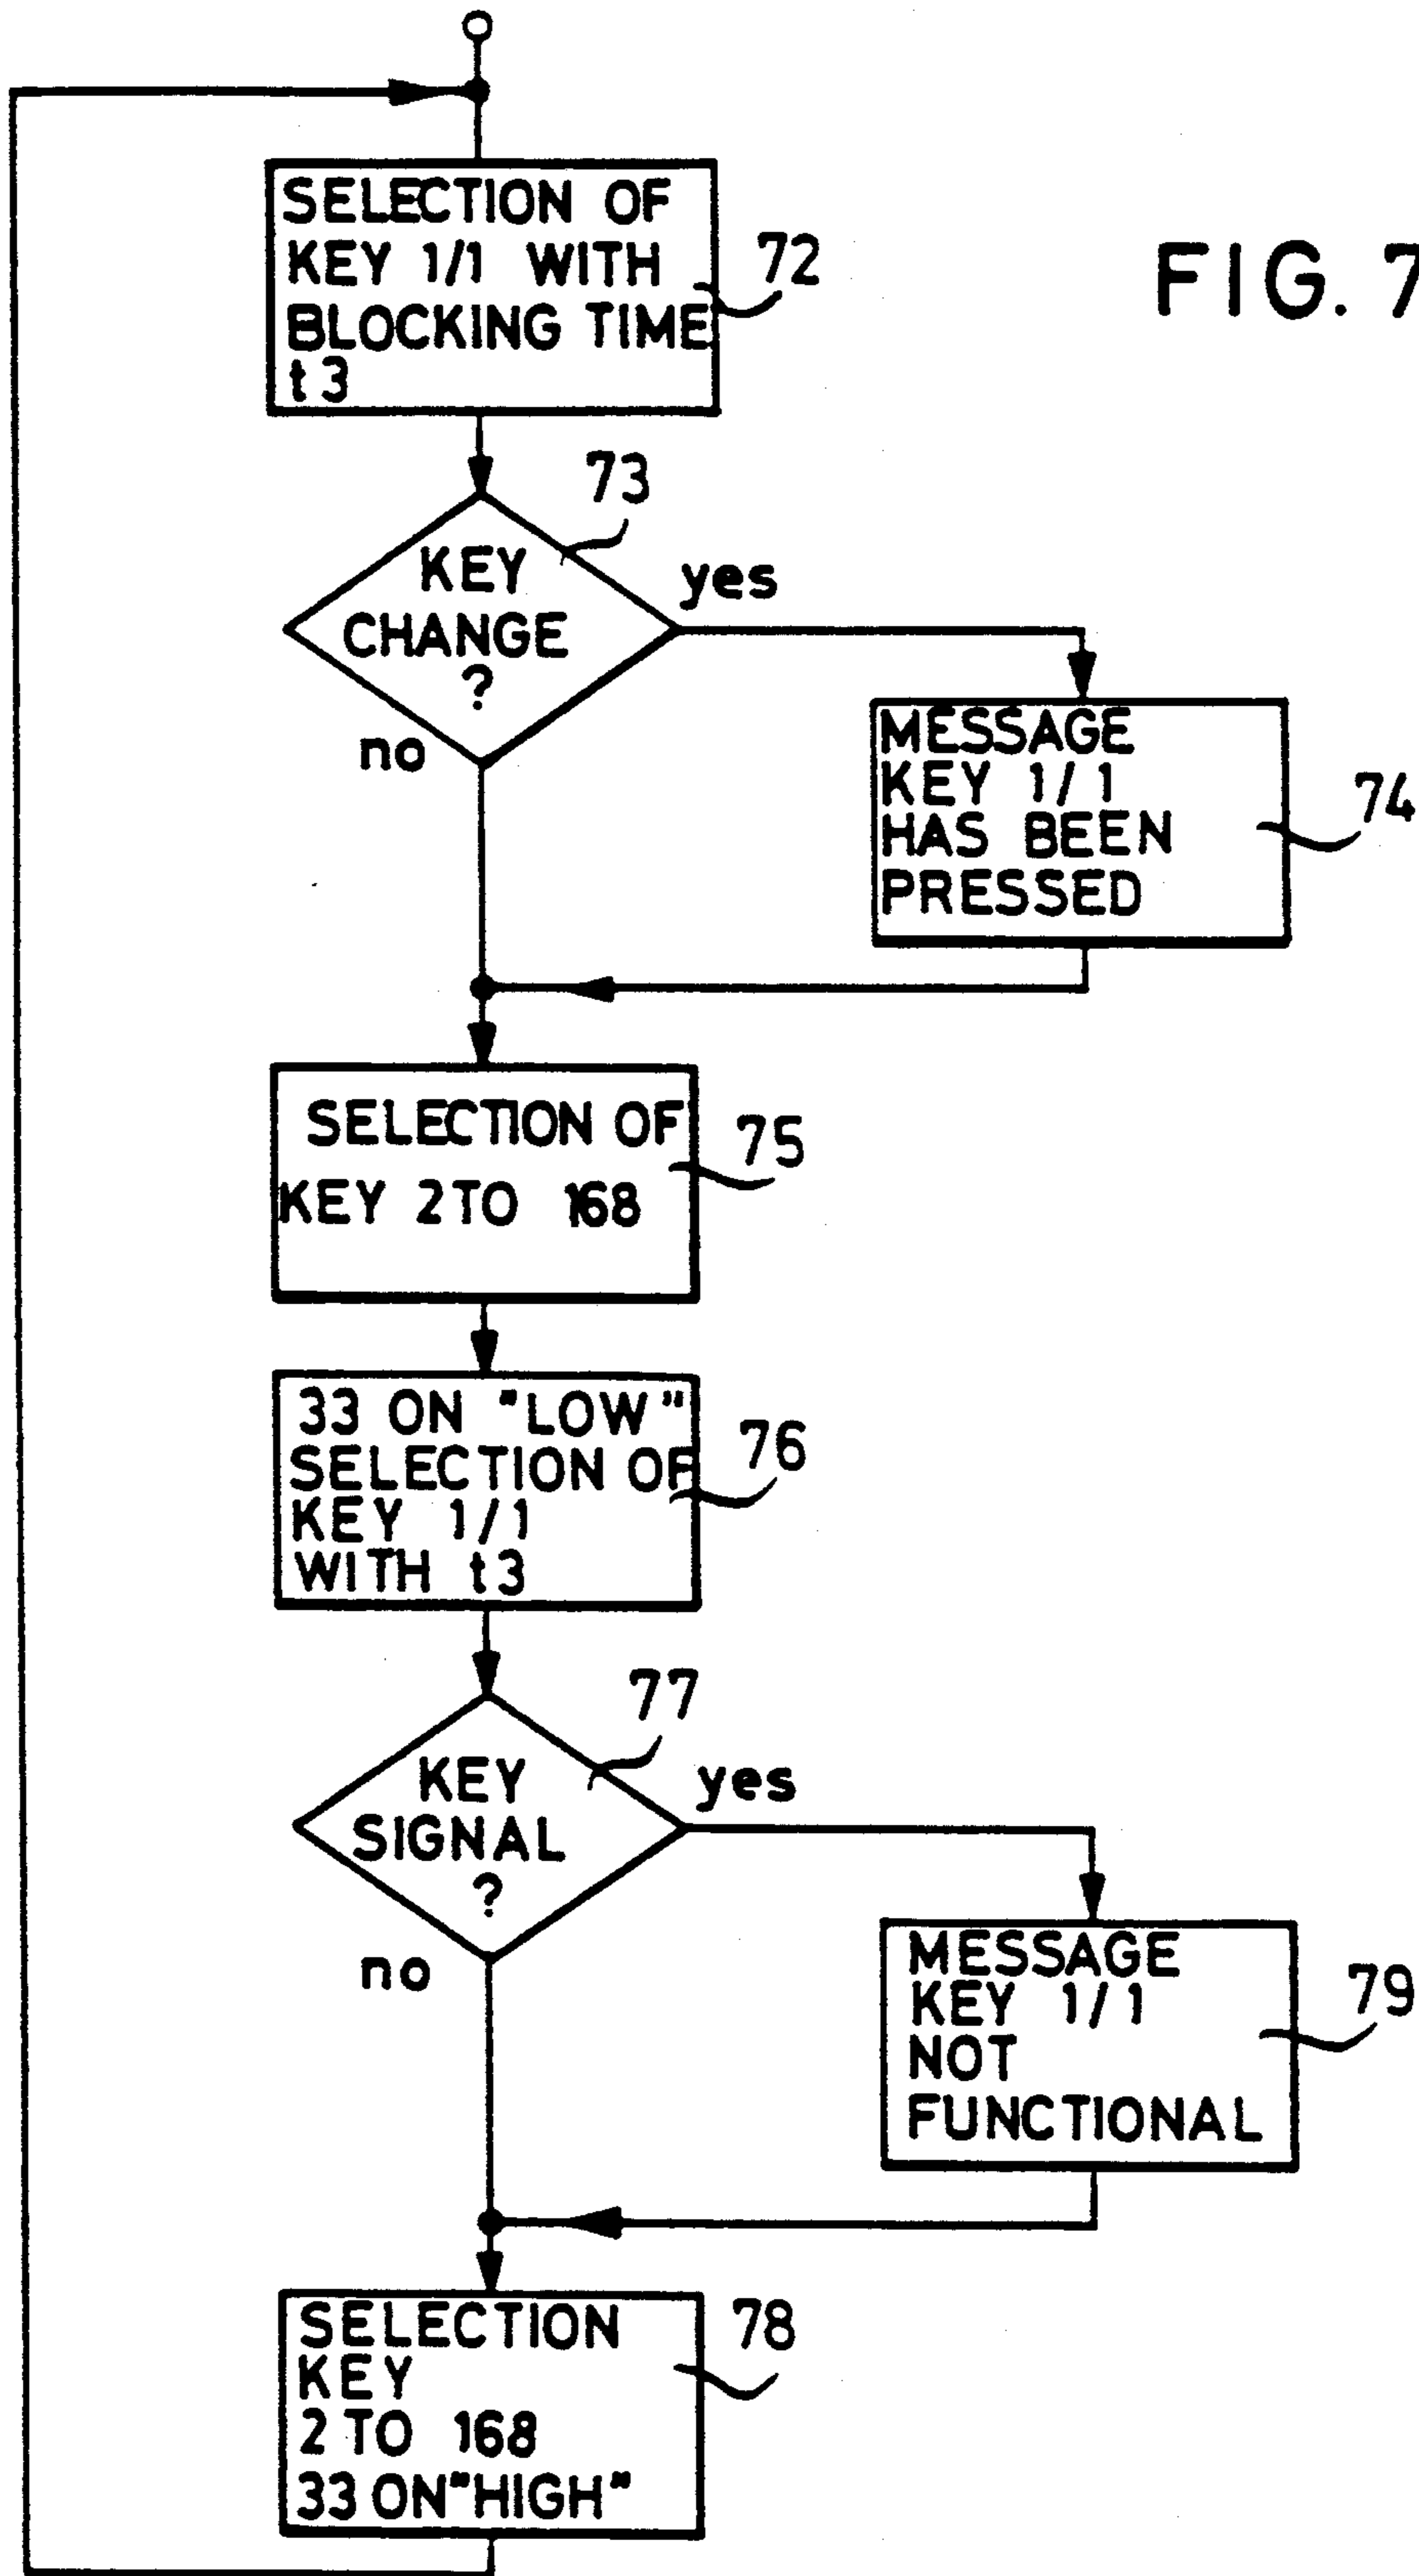 SELECTION OF
KEY 1/1 WITH
BLOCKING TIME
t3
72
FIG. 7
73
KEY
CHANGE
?
yes
no
MESSAGE
KEY 1/1
HAS BEEN
PRESSED
74
SELECTION OF
KEY 2 TO 168
75
33 ON "LOW"
SELECTION OF
KEY 1/1
WITH t3
76
77
KEY
SIGNAL
?
yes
no
MESSAGE
KEY 1/1
NOT
FUNCTIONAL
79
SELECTION
KEY
2 TO 168
33 ON "HIGH"
78